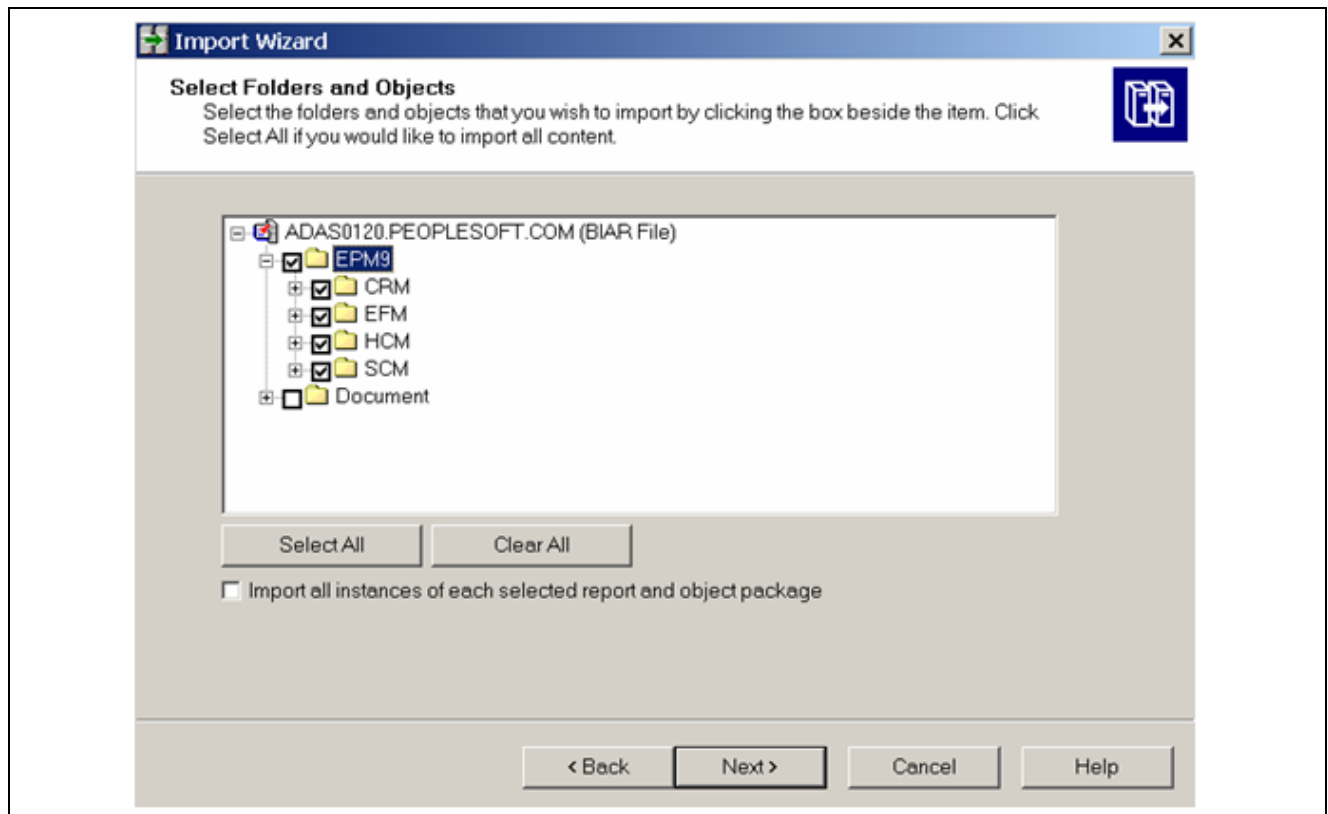 Import Wizard
Select Folders and Objects
Select the folders and objects that you wish to import by clicking the box beside the item. Click
Select All if you would like to import all content.
ADAS0120.PEOPLESOFT.COM (BIAR File)
EPM9
CRM
EFM
HCM
SCM
Document
Select All Clear All
Import all instances of each selected report and object package
< Back Next > Cancel Help